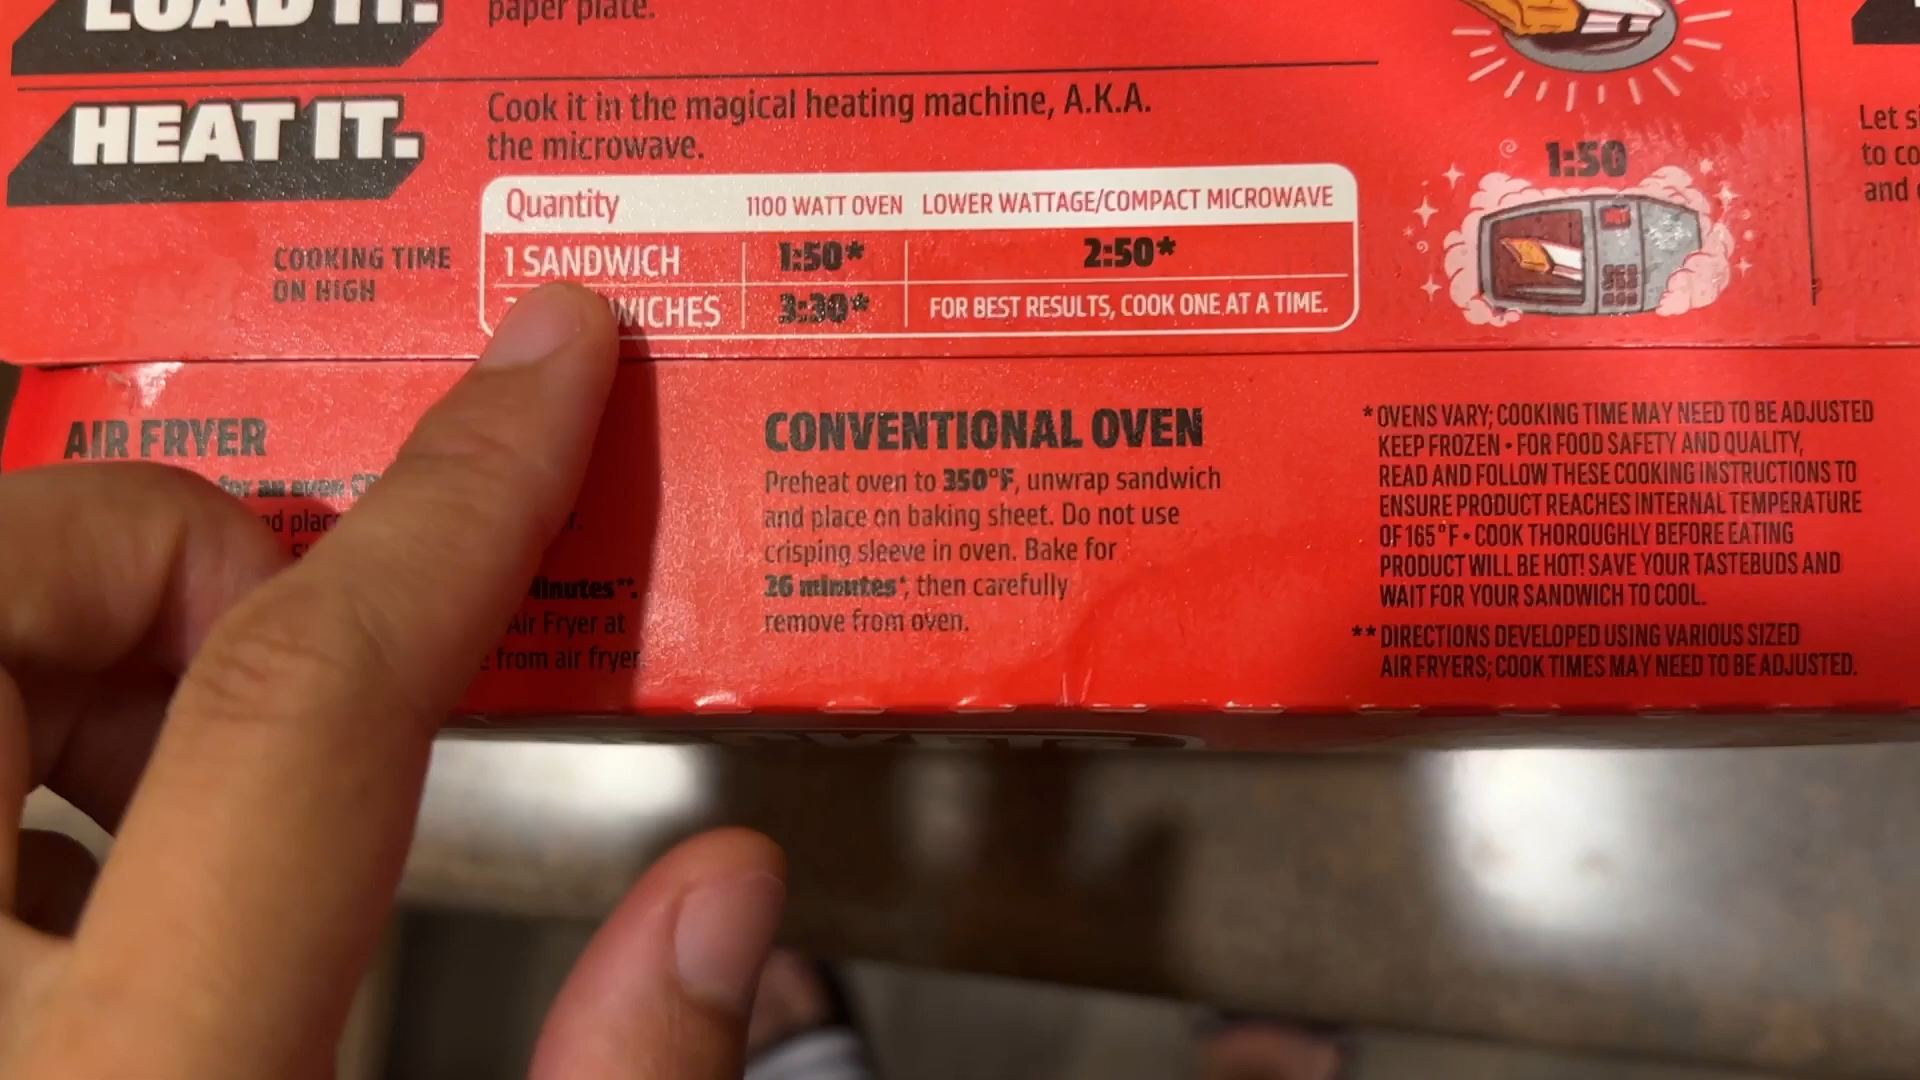 LOAD IT.
paper plate.
HEAT IT.
Cook it in the magical heating machine, A.K.A.
the microwave.
Quantity 1100 WATT OVEN LOWER WATTAGE/COMPACT MICROWAVE
COOKING TIME
ON HIGH
1 SANDWICH 1:50* 2:50*
WICHES 3:30* FOR BEST RESULTS, COOK ONE AT A TIME.
1:50
Let s
to co
and
AIR FRYER
for an even
nd plac
r.
Minutes**.
Air Fryer at
from air fryer.
CONVENTIONAL OVEN
Preheat oven to 350°F, unwrap sandwich
and place on baking sheet. Do not use
crisping sleeve in oven. Bake for
26 minutes*, then carefully
remove from oven.
* OVENS VARY; COOKING TIME MAY NEED TO BE ADJUSTED
KEEP FROZEN • FOR FOOD SAFETY AND QUALITY,
READ AND FOLLOW THESE COOKING INSTRUCTIONS TO
ENSURE PRODUCT REACHES INTERNAL TEMPERATURE
OF 165°F • COOK THOROUGHLY BEFORE EATING
PRODUCT WILL BE HOT! SAVE YOUR TASTEBUDS AND
WAIT FOR YOUR SANDWICH TO COOL.
** DIRECTIONS DEVELOPED USING VARIOUS SIZED
AIR FRYERS; COOK TIMES MAY NEED TO BE ADJUSTED.